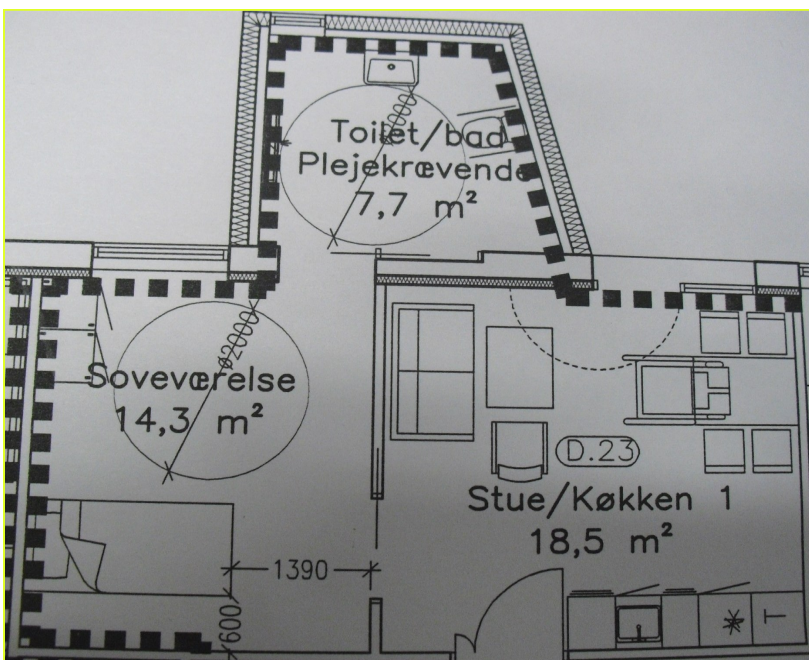 Toilet/bad
Plejekrævende
7,7 m²
ø2000
Soveværelse
14,3 m²
D.23
Stue/Køkken 1
18,5 m²
1390
600
T